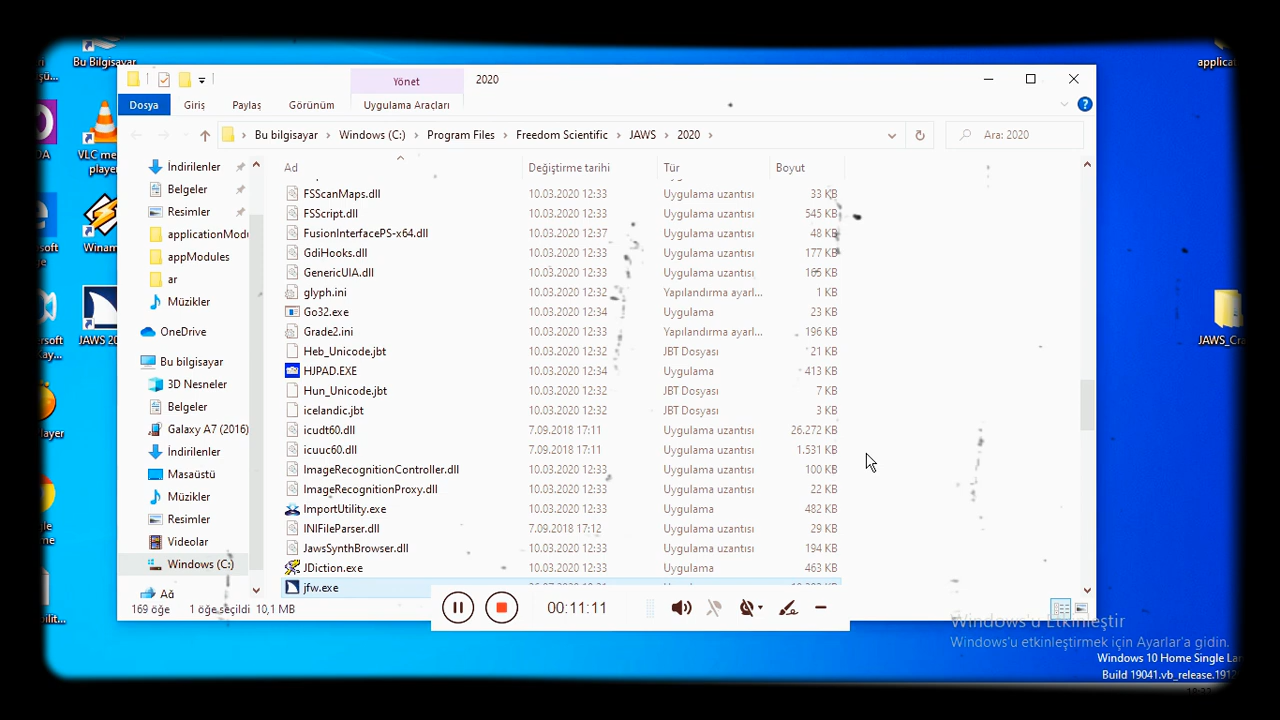 Bu Bilgisayar
applicat
Yönet
2020
Dosya
Giriş
Paylaş
Görünüm
Uygulama Araçları
Bu bilgisayar
Windows (C:)
Program Files
Freedom Scientific
JAWS
2020
Ara: 2020
VLC me
player
Winam
JAWS 20
JAWS_Cra
İndirilenler
Belgeler
Resimler
applicationModu
appModules
ar
Müzikler
OneDrive
Bu bilgisayar
3D Nesneler
Belgeler
Galaxy A7 (2016)
İndirilenler
Masaüstü
Müzikler
Resimler
Videolar
Windows (C:)
Ağ
Ad Değiştirme tarihi Tür Boyut
FSScanMaps.dll 10.03.2020 12:33 Uygulama uzantısı 33 KB
FSScript.dll 10.03.2020 12:33 Uygulama uzantısı 545 KB
FusionInterfacePS-x64.dll 10.03.2020 12:37 Uygulama uzantısı 48 KB
GdiHooks.dll 10.03.2020 12:33 Uygulama uzantısı 177 KB
GenericUIA.dll 10.03.2020 12:33 Uygulama uzantısı 165 KB
glyph.ini 10.03.2020 12:32 Yapılandırma ayarl... 1 KB
Go32.exe 10.03.2020 12:34 Uygulama 23 KB
Grade2.ini 10.03.2020 12:33 Yapılandırma ayarl... 196 KB
Heb_Unicode.jbt 10.03.2020 12:32 JBT Dosyası 21 KB
HJPAD.EXE 10.03.2020 12:34 Uygulama 413 KB
Hun_Unicode.jbt 10.03.2020 12:32 JBT Dosyası 7 KB
icelandic.jbt 10.03.2020 12:32 JBT Dosyası 3 KB
icudt60.dll 7.09.2018 17:11 Uygulama uzantısı 26.272 KB
icuuc60.dll 7.09.2018 17:11 Uygulama uzantısı 1.531 KB
ImageRecognitionController.dll 10.03.2020 12:33 Uygulama uzantısı 100 KB
ImageRecognitionProxy.dll 10.03.2020 12:33 Uygulama uzantısı 22 KB
ImportUtility.exe 10.03.2020 12:33 Uygulama 482 KB
INIFileParser.dll 7.09.2018 17:12 Uygulama uzantısı 29 KB
JawsSynthBrowser.dll 10.03.2020 12:33 Uygulama uzantısı 194 KB
JDiction.exe 10.03.2020 12:33 Uygulama 463 KB
jfw.exe
169 öğe 1 öğe seçildi 10,1 MB
00:11:11
Windows'u Etkinleştir
Windows'u etkinleştirmek için Ayarlar'a gidin.
Windows 10 Home Single La
Build 19041.vb_release.1912